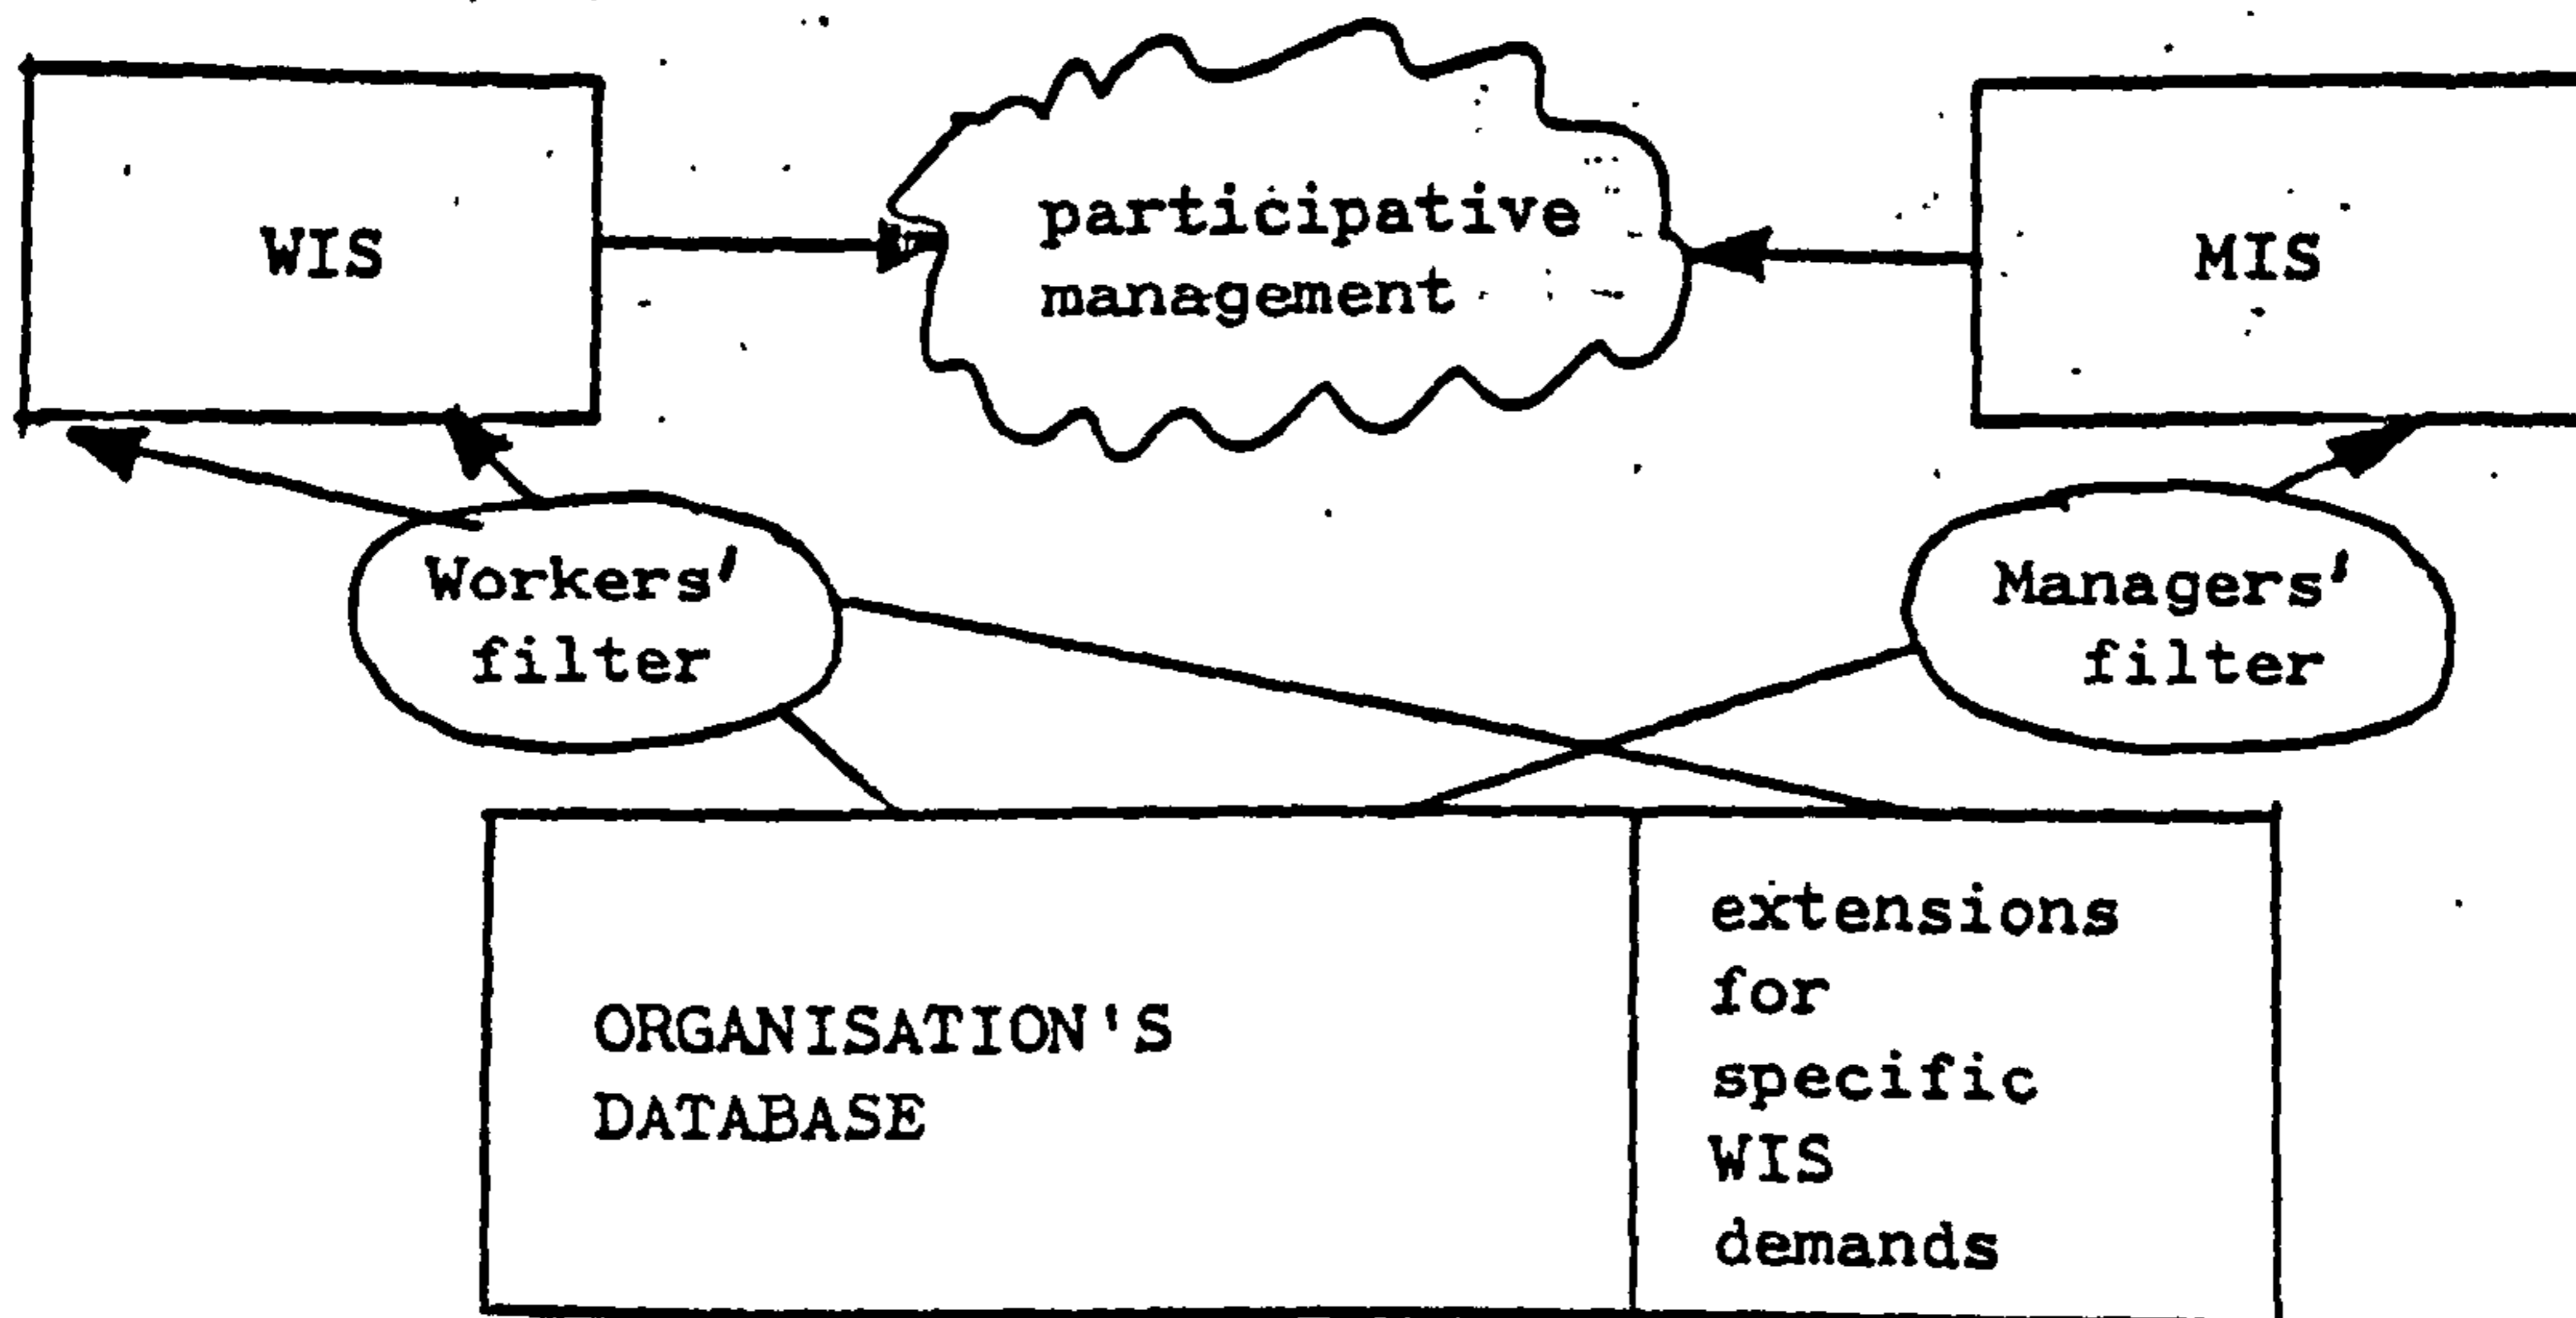 WIS
participative
management
MIS
Workers'
filter
Managers'
filter
ORGANISATION'S
DATABASE
extensions
for
specific
WIS
demands